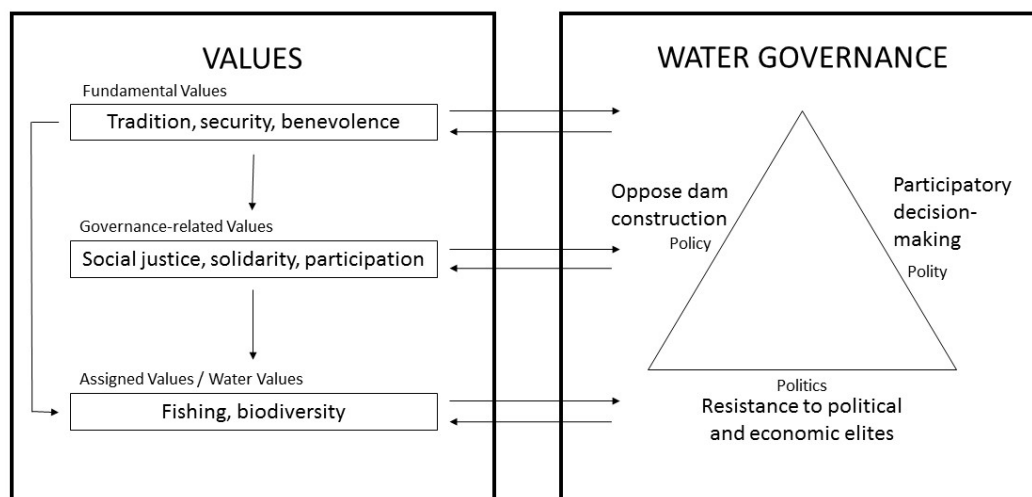 VALUES
Fundamental Values
Tradition, security, benevolence
Governance-related Values
Social justice, solidarity, participation
Assigned Values / Water Values
Fishing, biodiversity
WATER GOVERNANCE
Oppose dam
construction
Policy
Participatory
decision-
making
Polity
Politics
Resistance to political
and economic elites